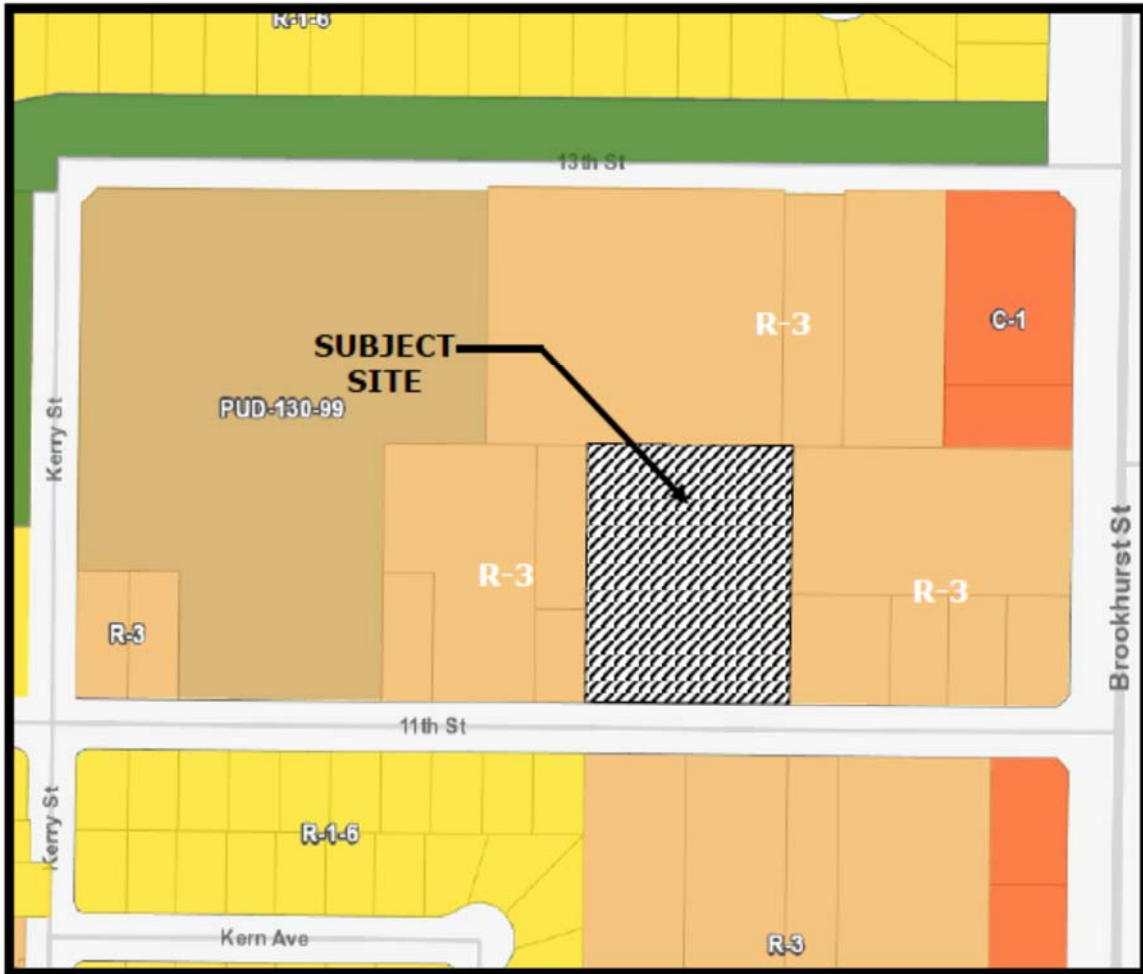 R-1-6
13th St
R-3
C-1
SUBJECT
SITE
PUD-130-99
Kerry St
R-3
R-3
R-3
Brookhurst St
11th St
Kerry St
R-1-6
Kern Ave
R-3